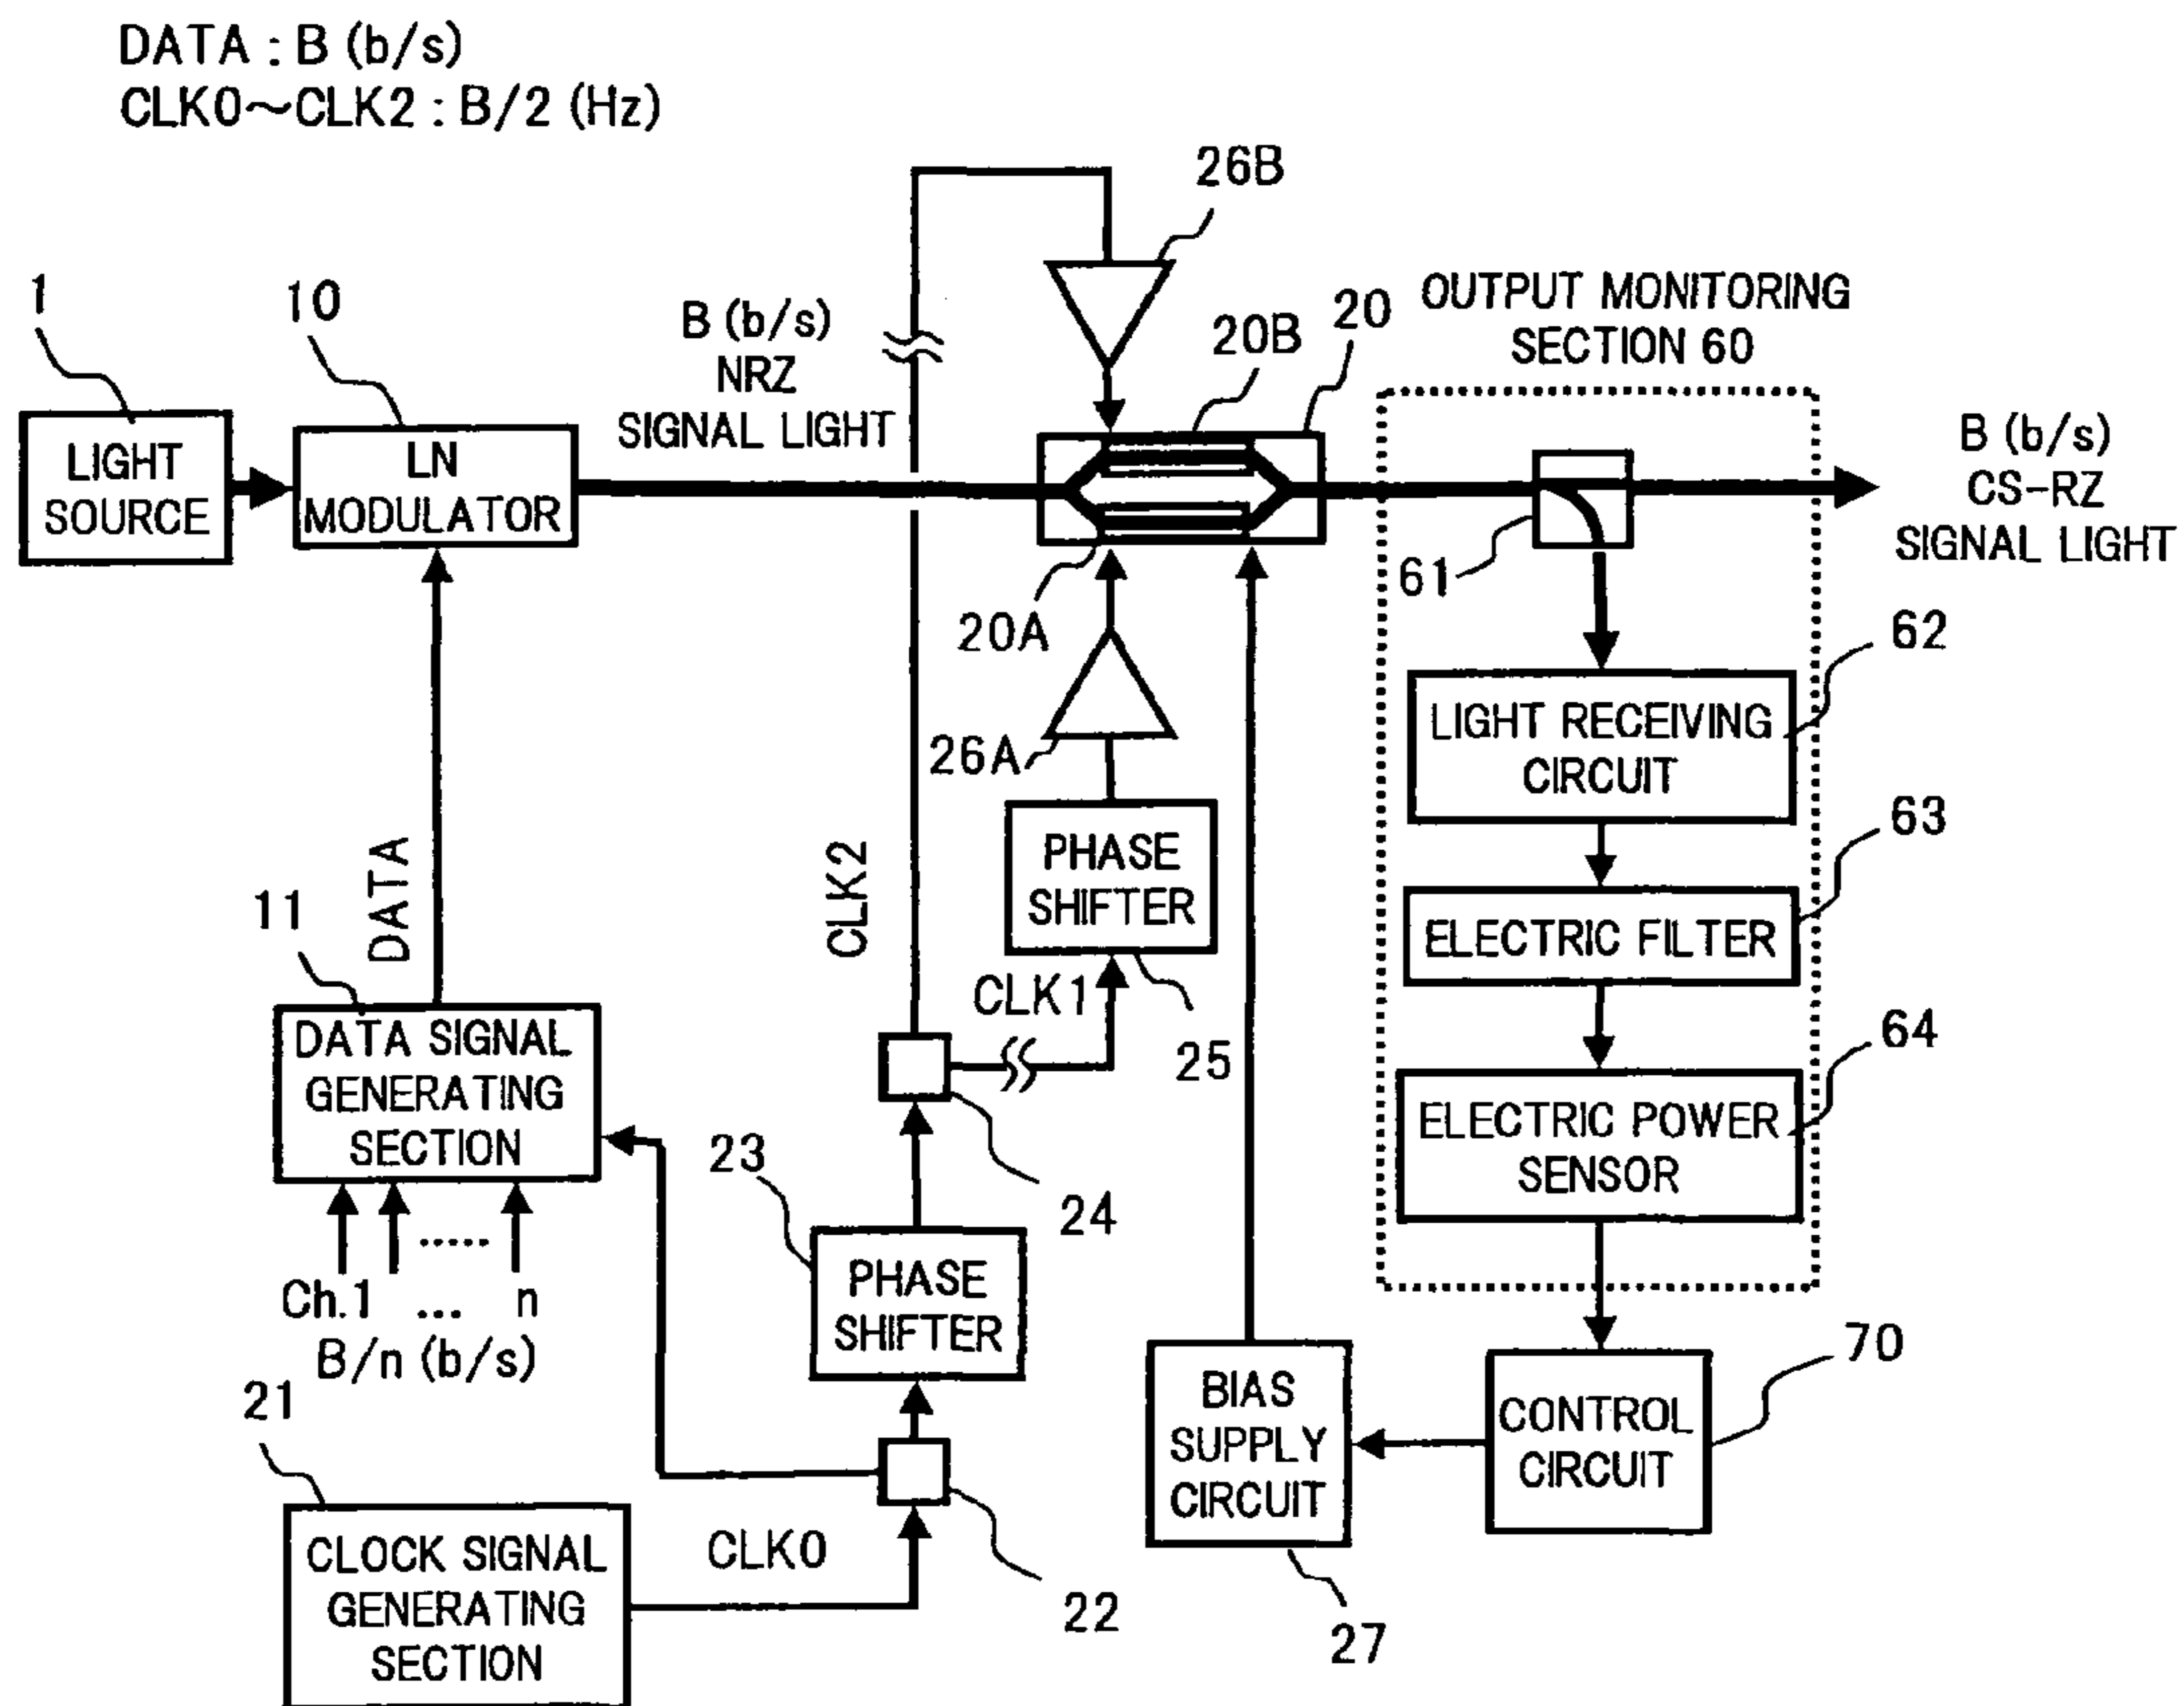 DATA : B (b/s)
CLK0～CLK2 : B/2 (Hz)
26B
1
10
B (b/s)
NRZ
SIGNAL LIGHT
20B
20
OUTPUT MONITORING
SECTION 60
LIGHT
SOURCE
LN
MODULATOR
B (b/s)
CS-RZ
SIGNAL LIGHT
61
20A
62
LIGHT RECEIVING
CIRCUIT
26A
63
PHASE
SHIFTER
CLK2
DATA
11
ELECTRIC FILTER
CLK1
25
64
DATA SIGNAL
GENERATING
SECTION
ELECTRIC POWER
SENSOR
23
24
PHASE
SHIFTER
.....
Ch.1 ... n
B/n (b/s)
70
21
BIAS
SUPPLY
CIRCUIT
CONTROL
CIRCUIT
CLK0
CLOCK SIGNAL
GENERATING
SECTION
22
27